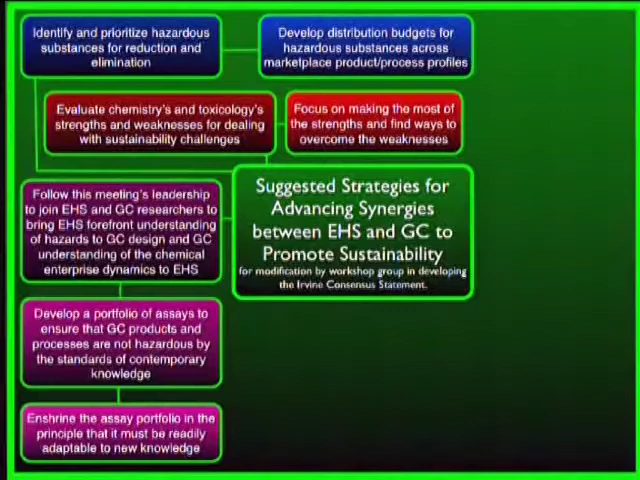 Identify and prioritize hazardous
substances for reduction and
elimination
Develop distribution budgets for
hazardous substances across
marketplace product/process profiles
Evaluate chemistry's and toxicology's
strengths and weaknesses for dealing
with sustainability challenges
Focus on making the most of
the strengths and find ways to
overcome the weaknesses
Follow this meeting's leadership
to join EHS and GC researchers to
bring EHS forefront understanding
of hazards to GC design and GC
understanding of the chemical
enterprise dynamics to EHS
Suggested Strategies for
Advancing Synergies
between EHS and GC to
Promote Sustainability
for modification by workshop group in developing
the Irvine Consensus Statement.
Develop a portfolio of assays to
ensure that GC products and
processes are not hazardous by
the standards of contemporary
knowledge
Enshrine the assay portfolio in the
principle that it must be readily
adaptable to new knowledge